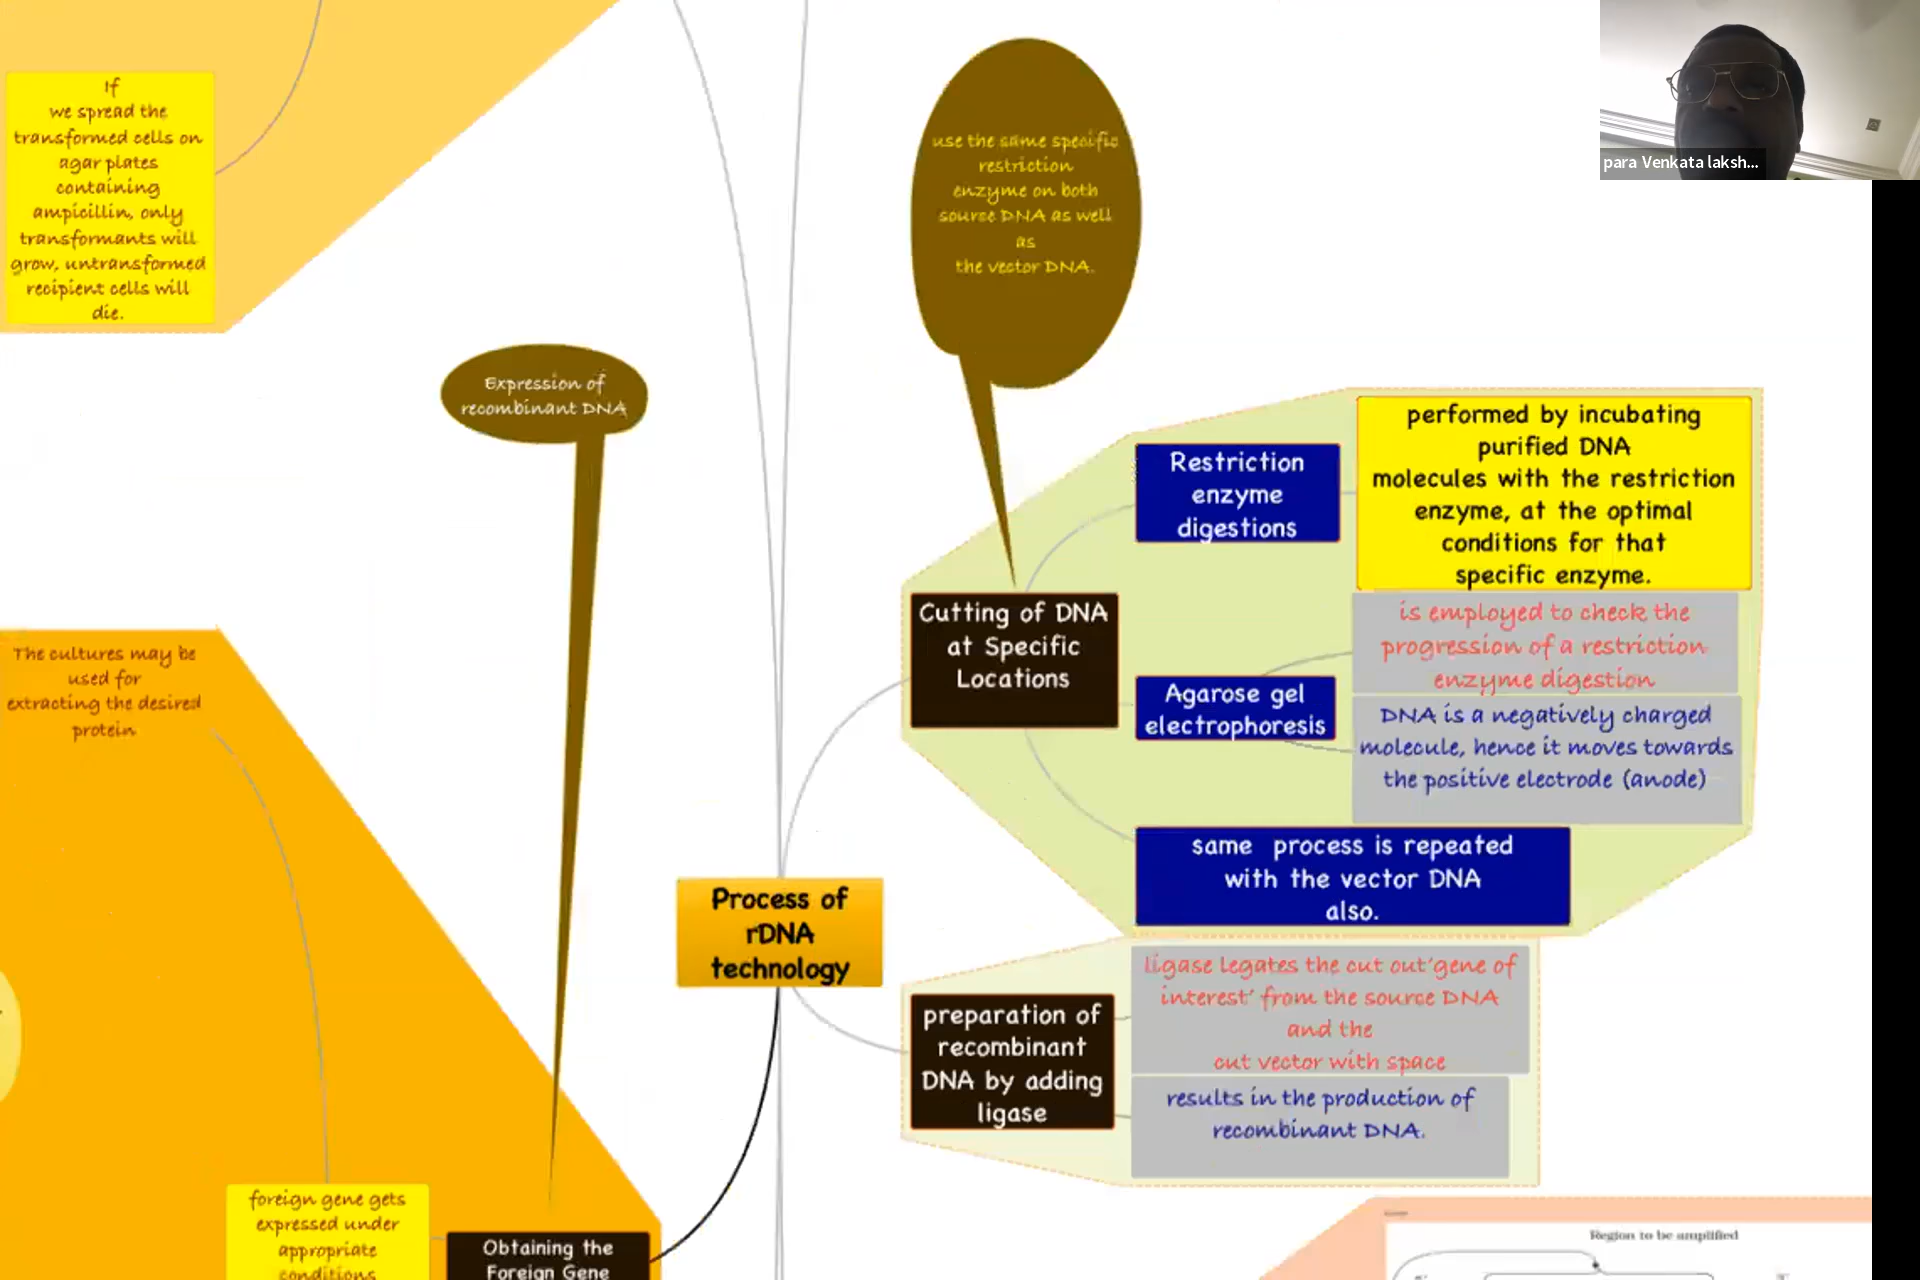 If
we spread the
transformed cells on
agar plates
containing
ampicillin, only
transformants will
grow, untransformed
recipient cells will
die.
use the same specific
restriction
enzyme on both
source DNA as well
as
the vector DNA.
para Venkata laksh...
Expression of
recombinant DNA
Restriction
enzyme
digestions
performed by incubating
purified DNA
molecules with the restriction
enzyme, at the optimal
conditions for that
specific enzyme.
Cutting of DNA
at Specific
Locations
is employed to check the
progression of a restriction
enzyme digestion
Agarose gel
electrophoresis
DNA is a negatively charged
molecule, hence it moves towards
the positive electrode (anode)
same process is repeated
with the vector DNA
also.
The cultures may be
used for
extracting the desired
protein
Process of
rDNA
technology
preparation of
recombinant
DNA by adding
ligase
ligase legates the cut out'gene of
interest' from the source DNA
and the
cut vector with space
results in the production of
recombinant DNA.
foreign gene gets
expressed under
appropriate
conditions
Obtaining the
Foreign Gene
Region to be amplified